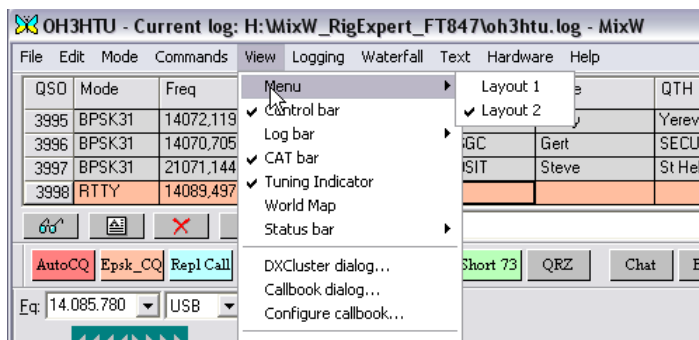 OH3HTU - Current log: H:\MixW_RigExpert_FT847\oh3htu.log - MixW
File Edit Mode Commands View Logging Waterfall Text Hardware Help
QSO Mode Freq QTH
Menu
Layout 1
Layout 2
Control bar
Log bar
CAT bar
Tuning Indicator
World Map
Status bar
DXCluster dialog...
Callbook dialog...
Configure callbook...
3995 BPSK31 14072,119 Yerev
3996 BPSK31 14070,705 GC Gert SECU
3997 BPSK31 21071,144 SIT Steve St Hel
3998 RTTY 14089,497
AutoCQ Epsk_CQ Repl Call Short 73 QRZ Chat
Fq: 14.085.780 USB